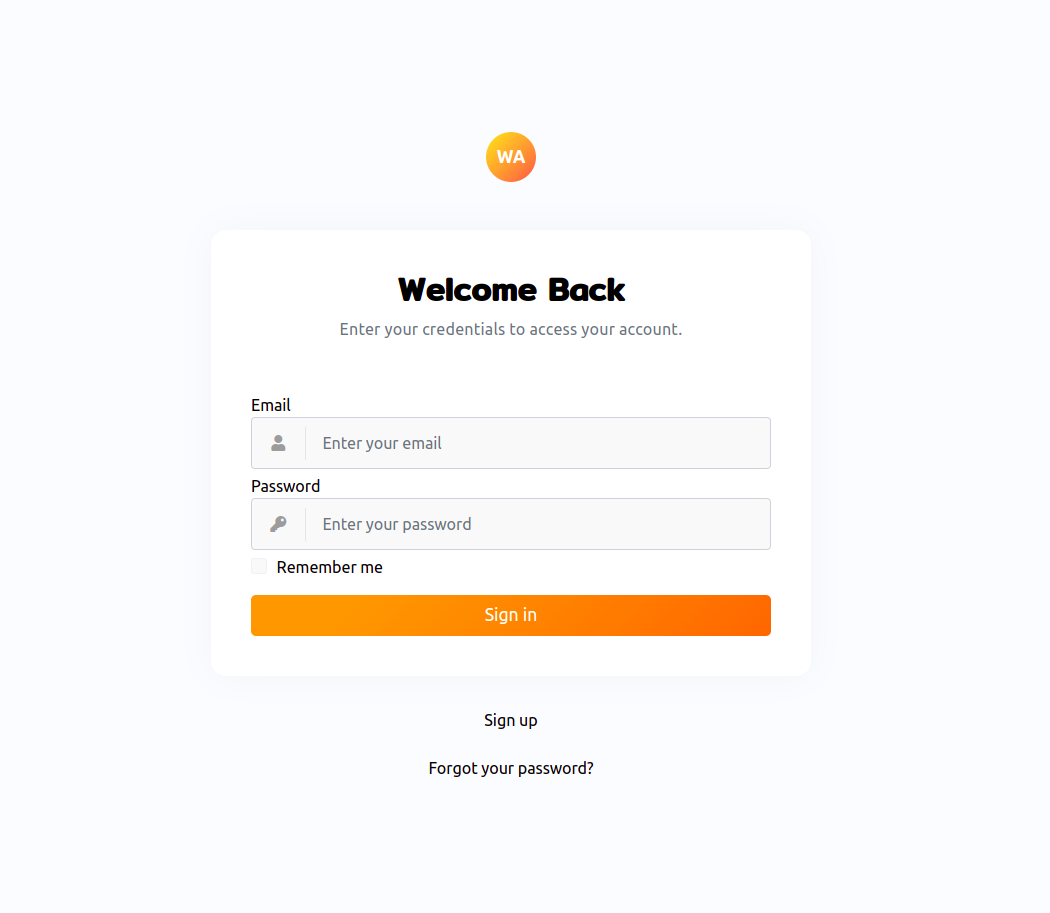 WA
Welcome Back
Enter your credentials to access your account.
Email
Enter your email
Password
Enter your password
Remember me
Sign in
Sign up
Forgot your password?